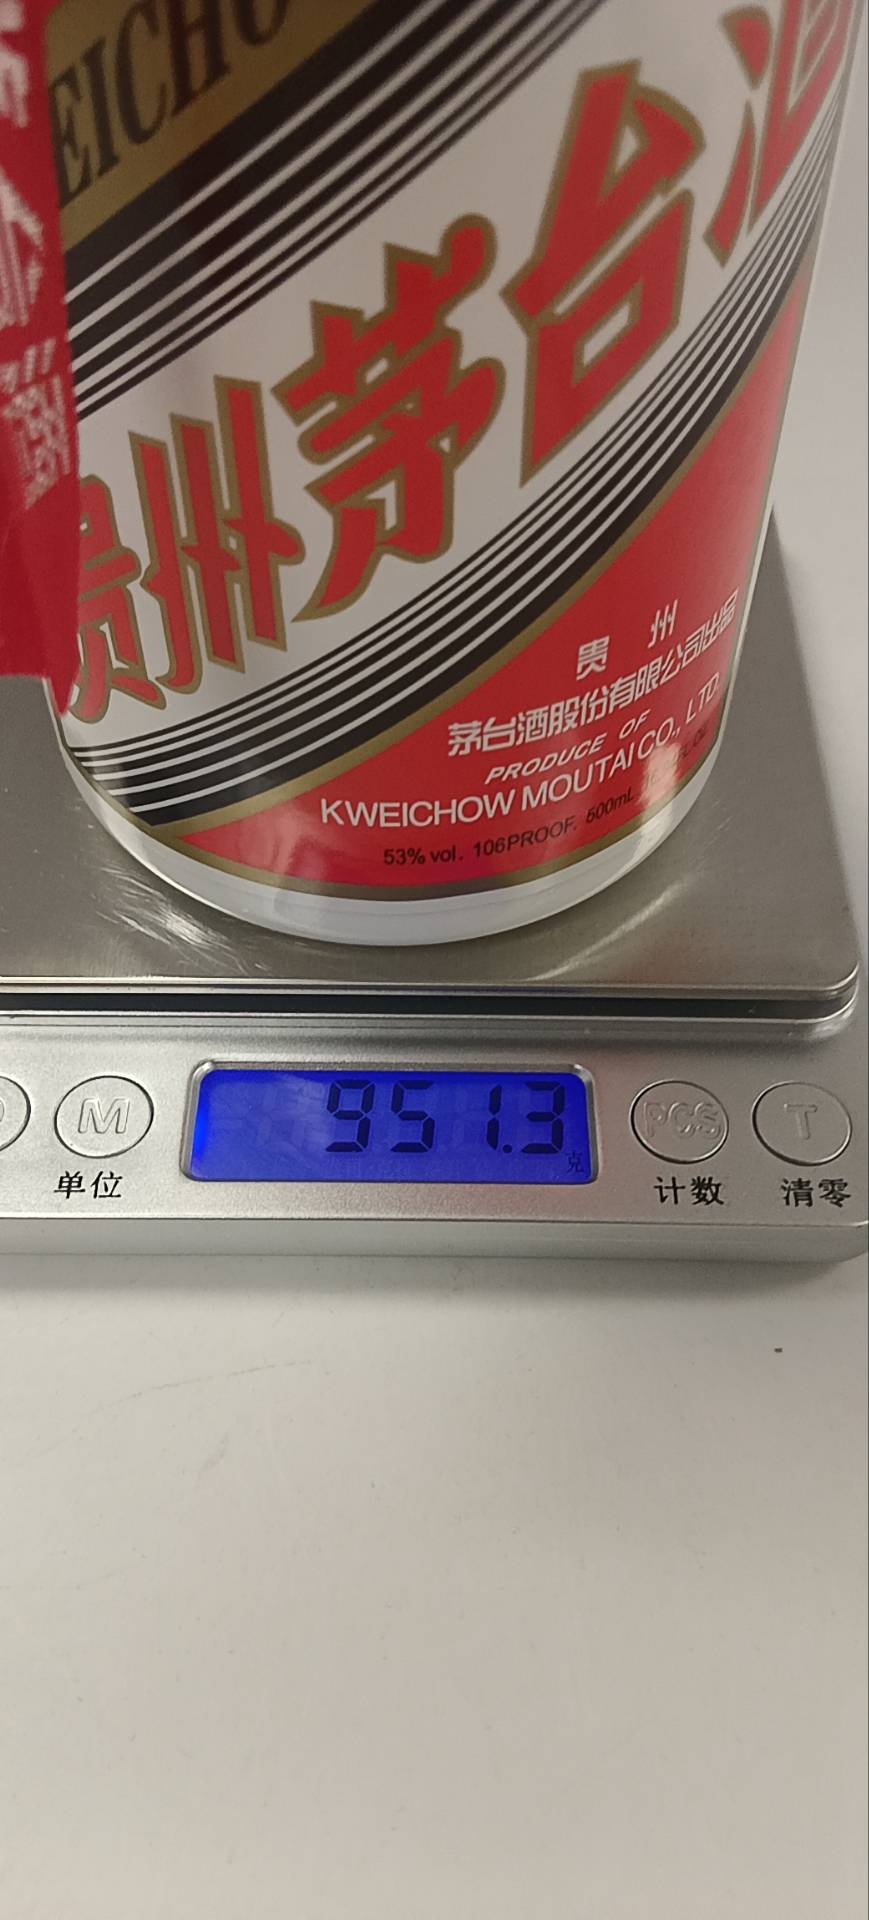 EICHO
贵州茅台酒
贵 州
茅台酒股份有限公司出品
PRODUCE OF
KWEICHOW MOUTAI CO., LTD.
53% vol. 106PROOF. 500mL
951.3
克
M
PCS
T
单位
计数
清零